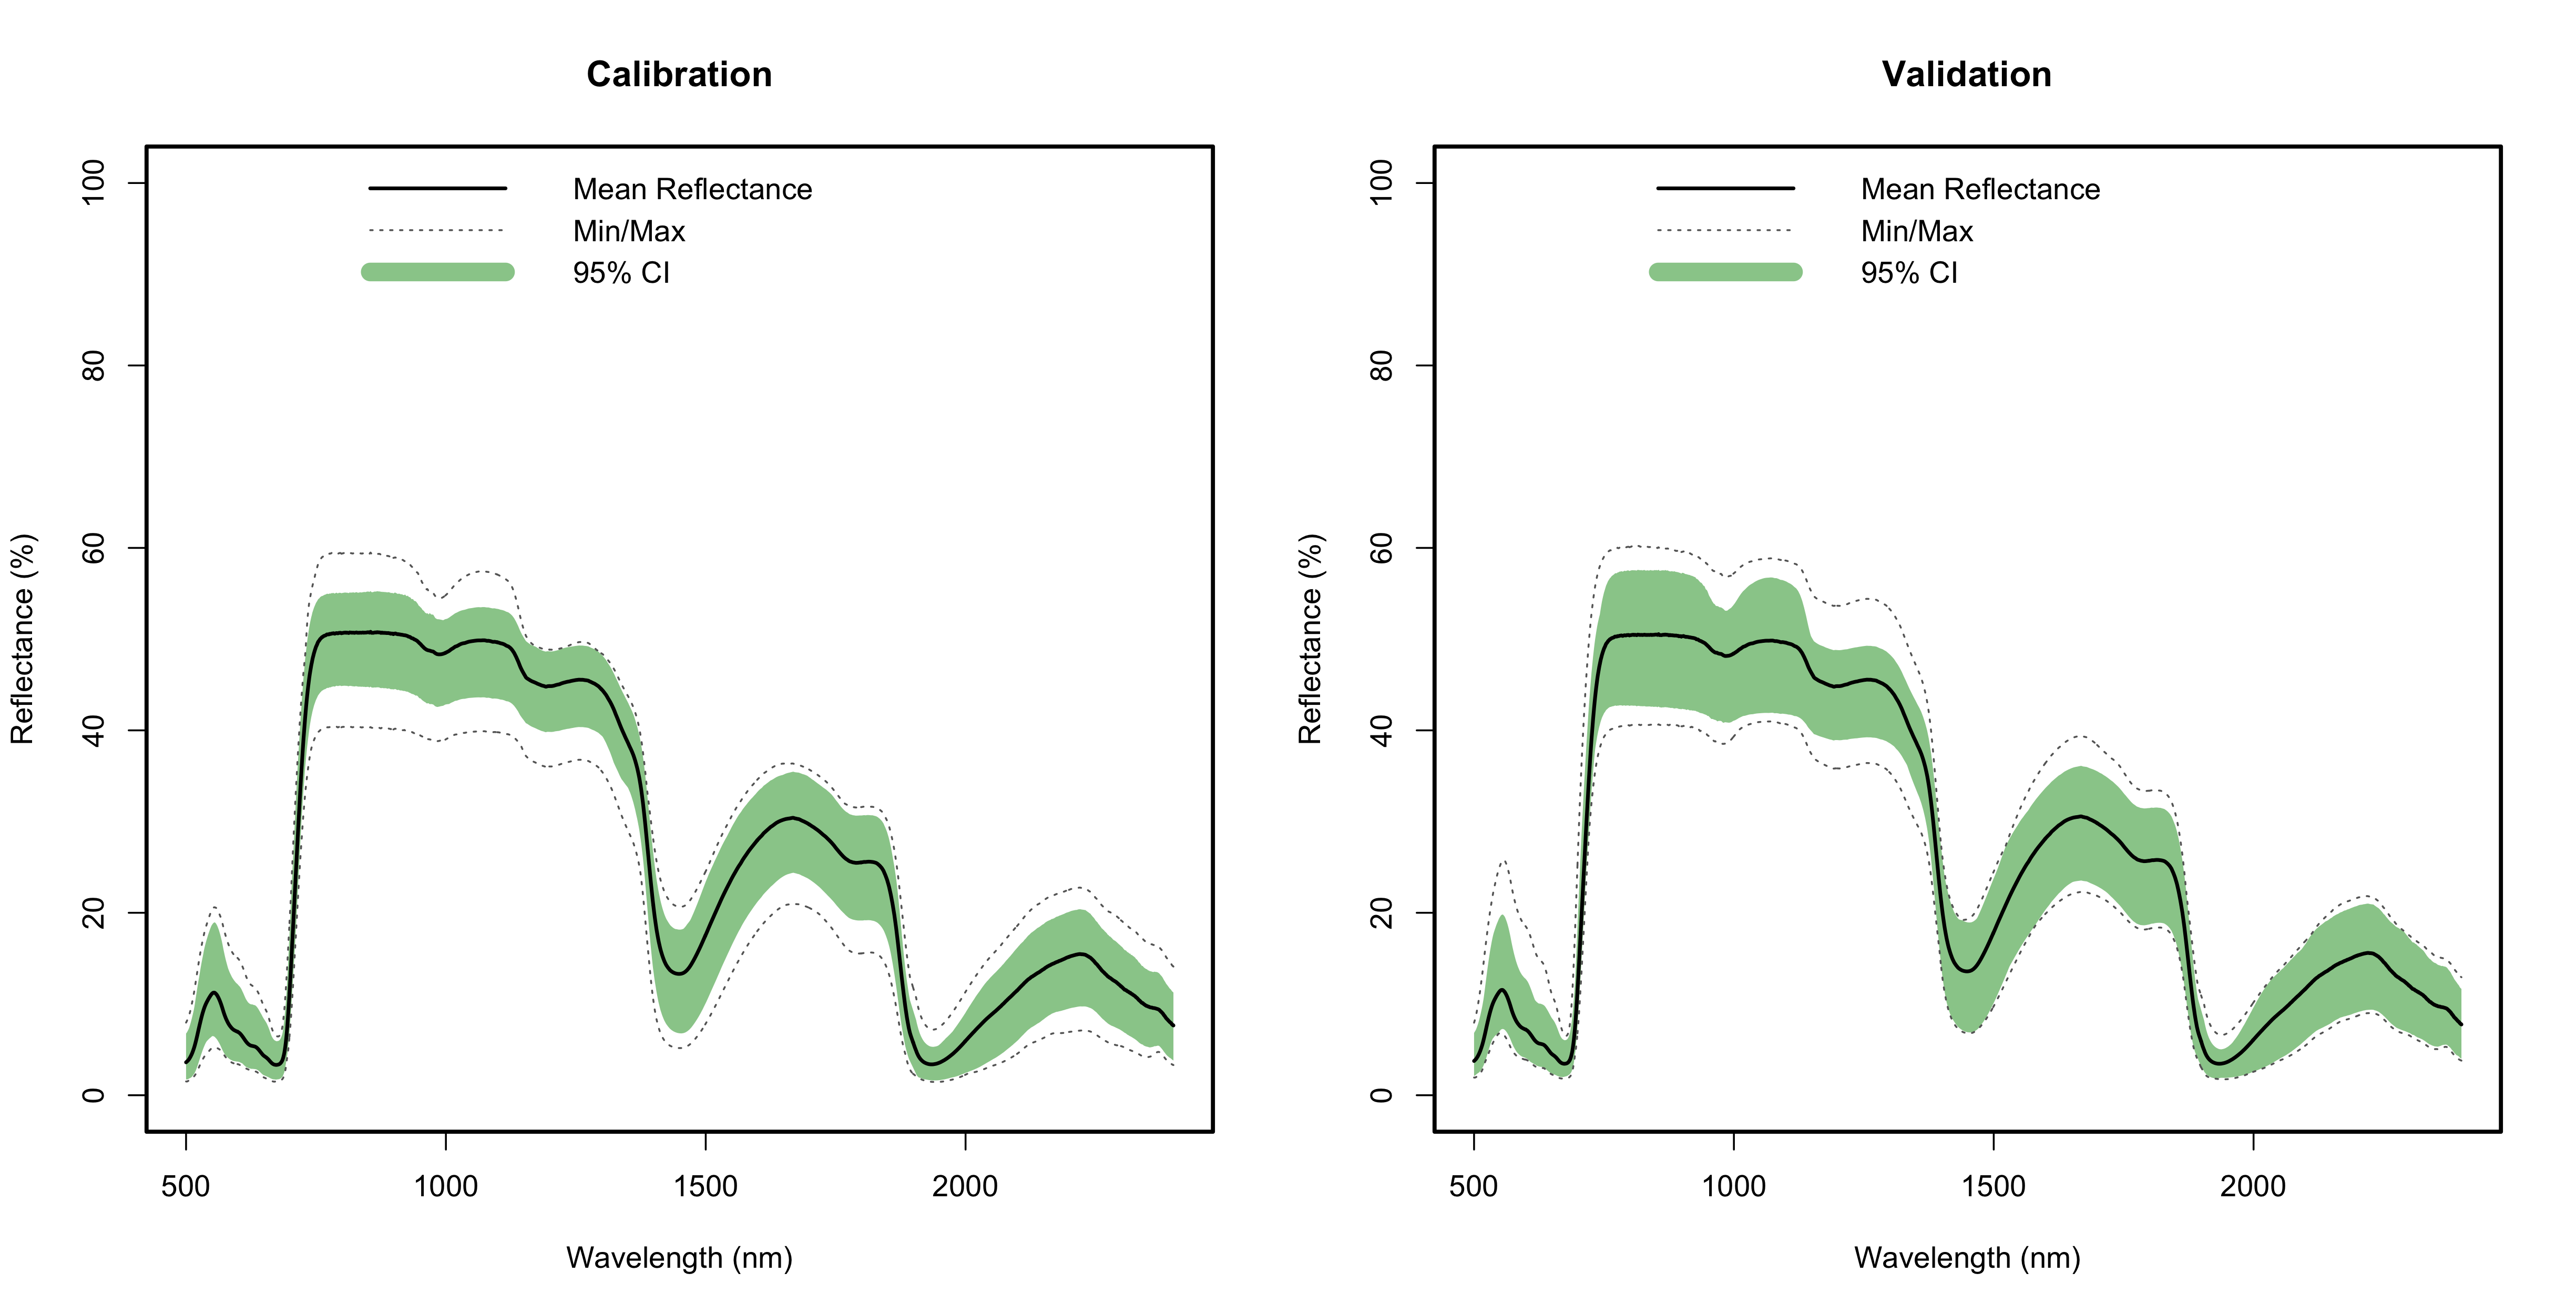 Calibration
Mean Reflectance
Min/Max
95% CI
Reflectance (%)
100
80
60
40
20
0
500 1000 1500 2000
Wavelength (nm)
Validation
Mean Reflectance
Min/Max
95% CI
Reflectance (%)
100
80
60
40
20
0
500 1000 1500 2000
Wavelength (nm)